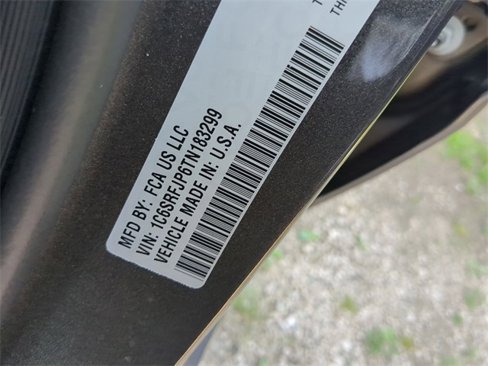 MFD BY: FCA US LLC
VIN: 1C6SRFJP6TN183299
VEHICLE MADE IN: U.S.A.